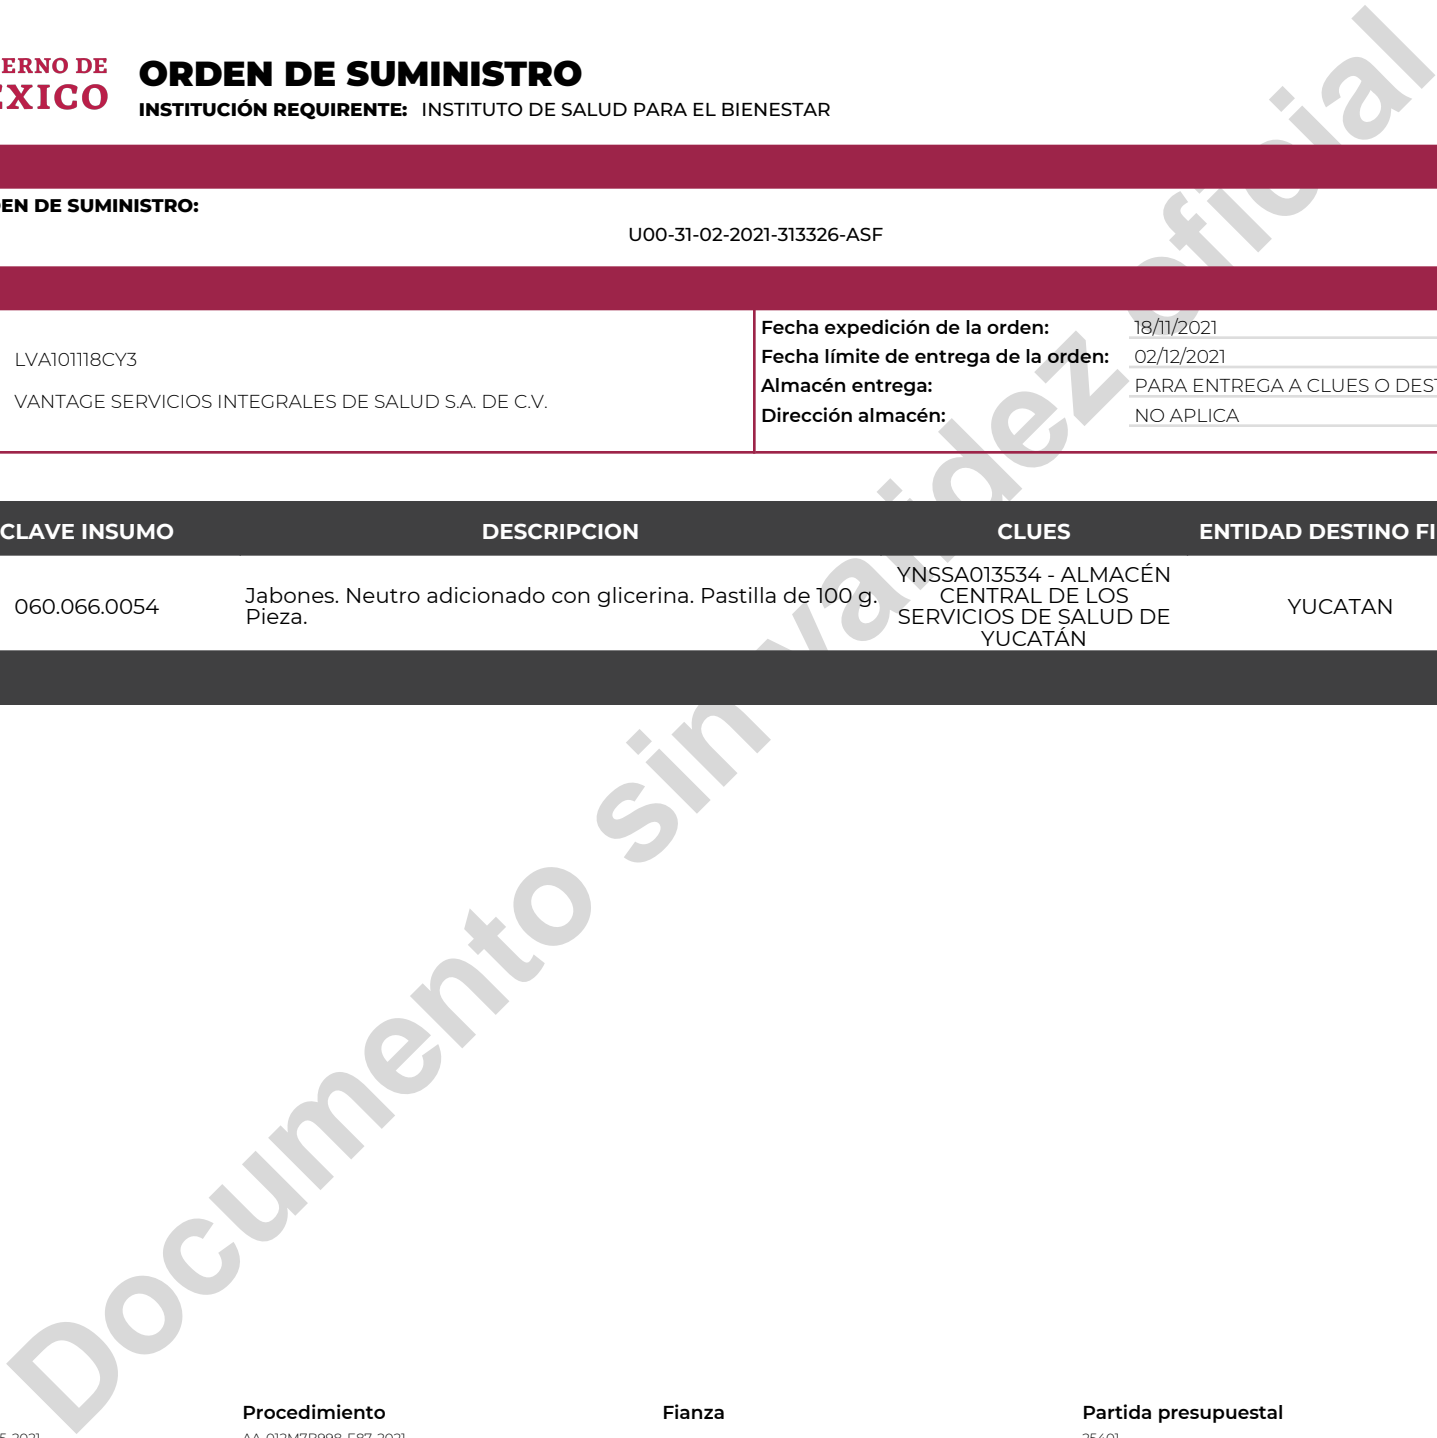 ERNO DE
EXICO
ORDEN DE SUMINISTRO
INSTITUCIÓN REQUIRENTE: INSTITUTO DE SALUD PARA EL BIENESTAR
EN DE SUMINISTRO:
U00-31-02-2021-313326-ASF
LVA101118CY3
VANTAGE SERVICIOS INTEGRALES DE SALUD S.A. DE C.V.
Fecha expedición de la orden: 18/11/2021
Fecha límite de entrega de la orden: 02/12/2021
Almacén entrega: PARA ENTREGA A CLUES O DEST
Dirección almacén: NO APLICA
CLAVE INSUMO DESCRIPCION CLUES ENTIDAD DESTINO FI
060.066.0054
Jabones. Neutro adicionado con glicerina. Pastilla de 100 g.
Pieza.
YNSSA013534 - ALMACÉN
CENTRAL DE LOS
SERVICIOS DE SALUD DE
YUCATÁN
YUCATAN
Documento sin validez oficial
Procedimiento Fianza Partida presupuestal